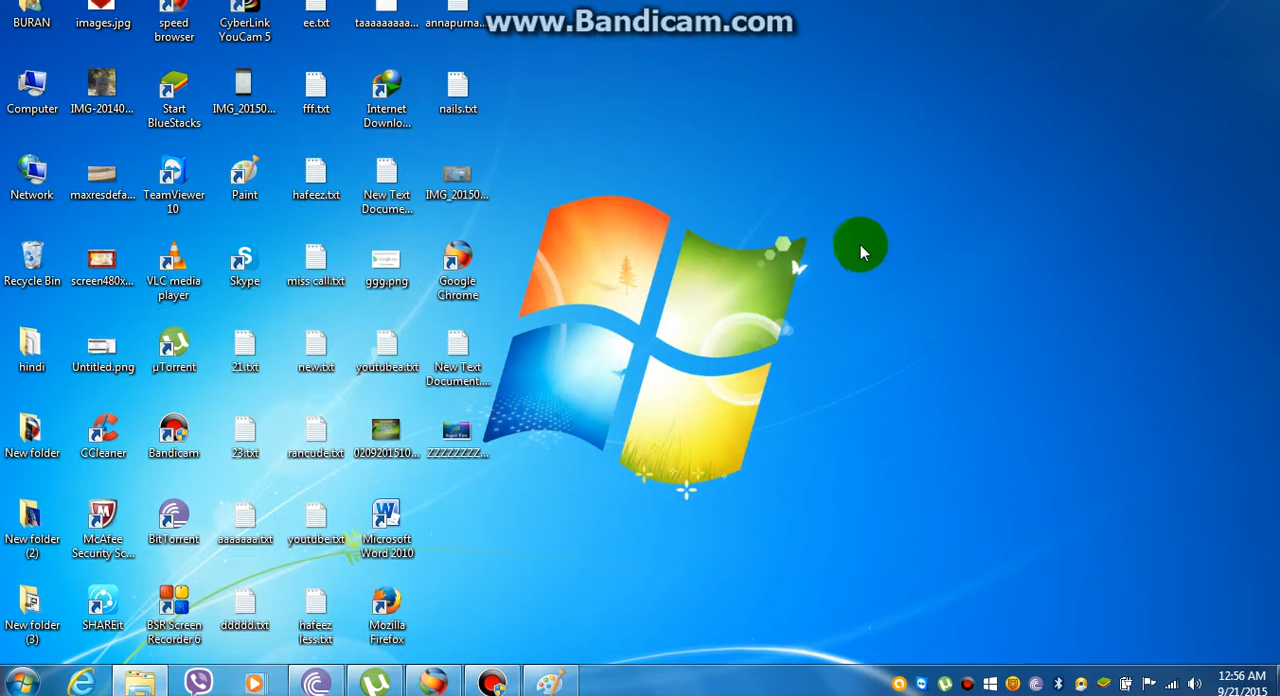 www.Bandicam.com
BURAN
images.jpg
speed
browser
CyberLink
YouCam 5
ee.txt
taaaaaaaaa...
annapurna...
Computer
IMG-20140...
Start
BlueStacks
IMG_20150...
fff.txt
Internet
Downlo...
nails.txt
Network
maxresdefa...
TeamViewer
10
Paint
hafeez.txt
New Text
Docume...
IMG_20150...
Recycle Bin
screen480x...
VLC media
player
Skype
miss call.txt
ggg.png
Google
Chrome
hindi
Untitled.png
µTorrent
21.txt
new.txt
youtubea.txt
New Text
Document....
New folder
CCleaner
Bandicam
23.txt
rancude.txt
0209201510...
ZZZZZZZZ...
New folder
(2)
McAfee
Security Sc...
BitTorrent
aaaaaaa.txt
youtube.txt
Microsoft
Word 2010
New folder
(3)
SHAREit
BSR Screen
Recorder 6
ddddd.txt
hafeez
less.txt
Mozilla
Firefox
12:56 AM
9/21/2015